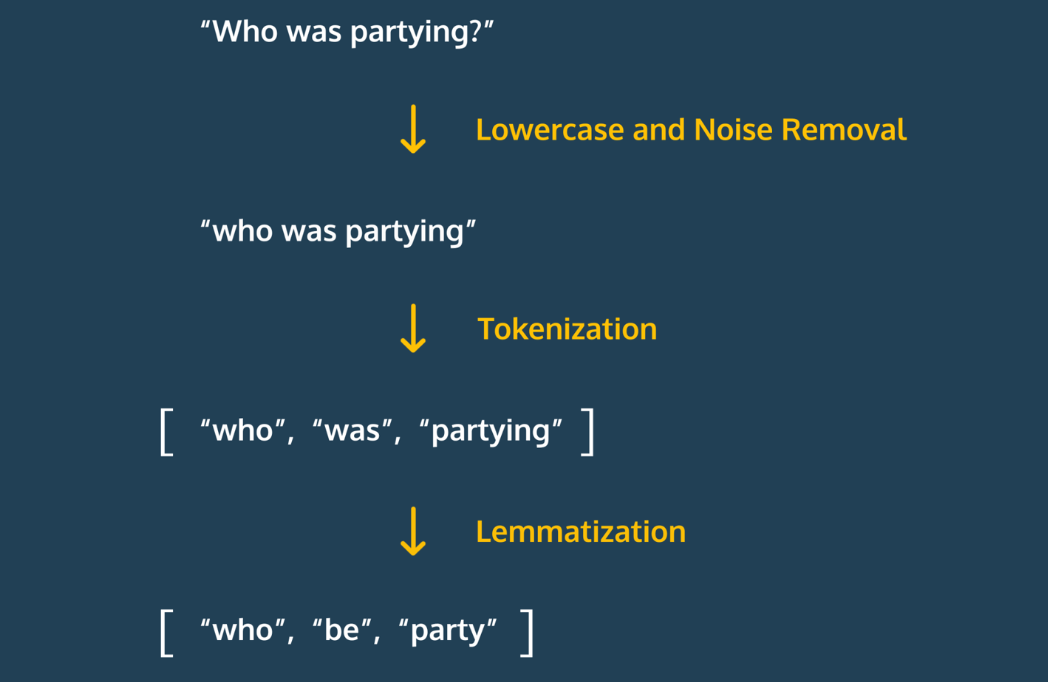 “Who was partying?”
↓ Lowercase and Noise Removal
“who was partying”
↓ Tokenization
[ “who”, “was”, “partying” ]
↓ Lemmatization
[ “who”, “be”, “party” ]